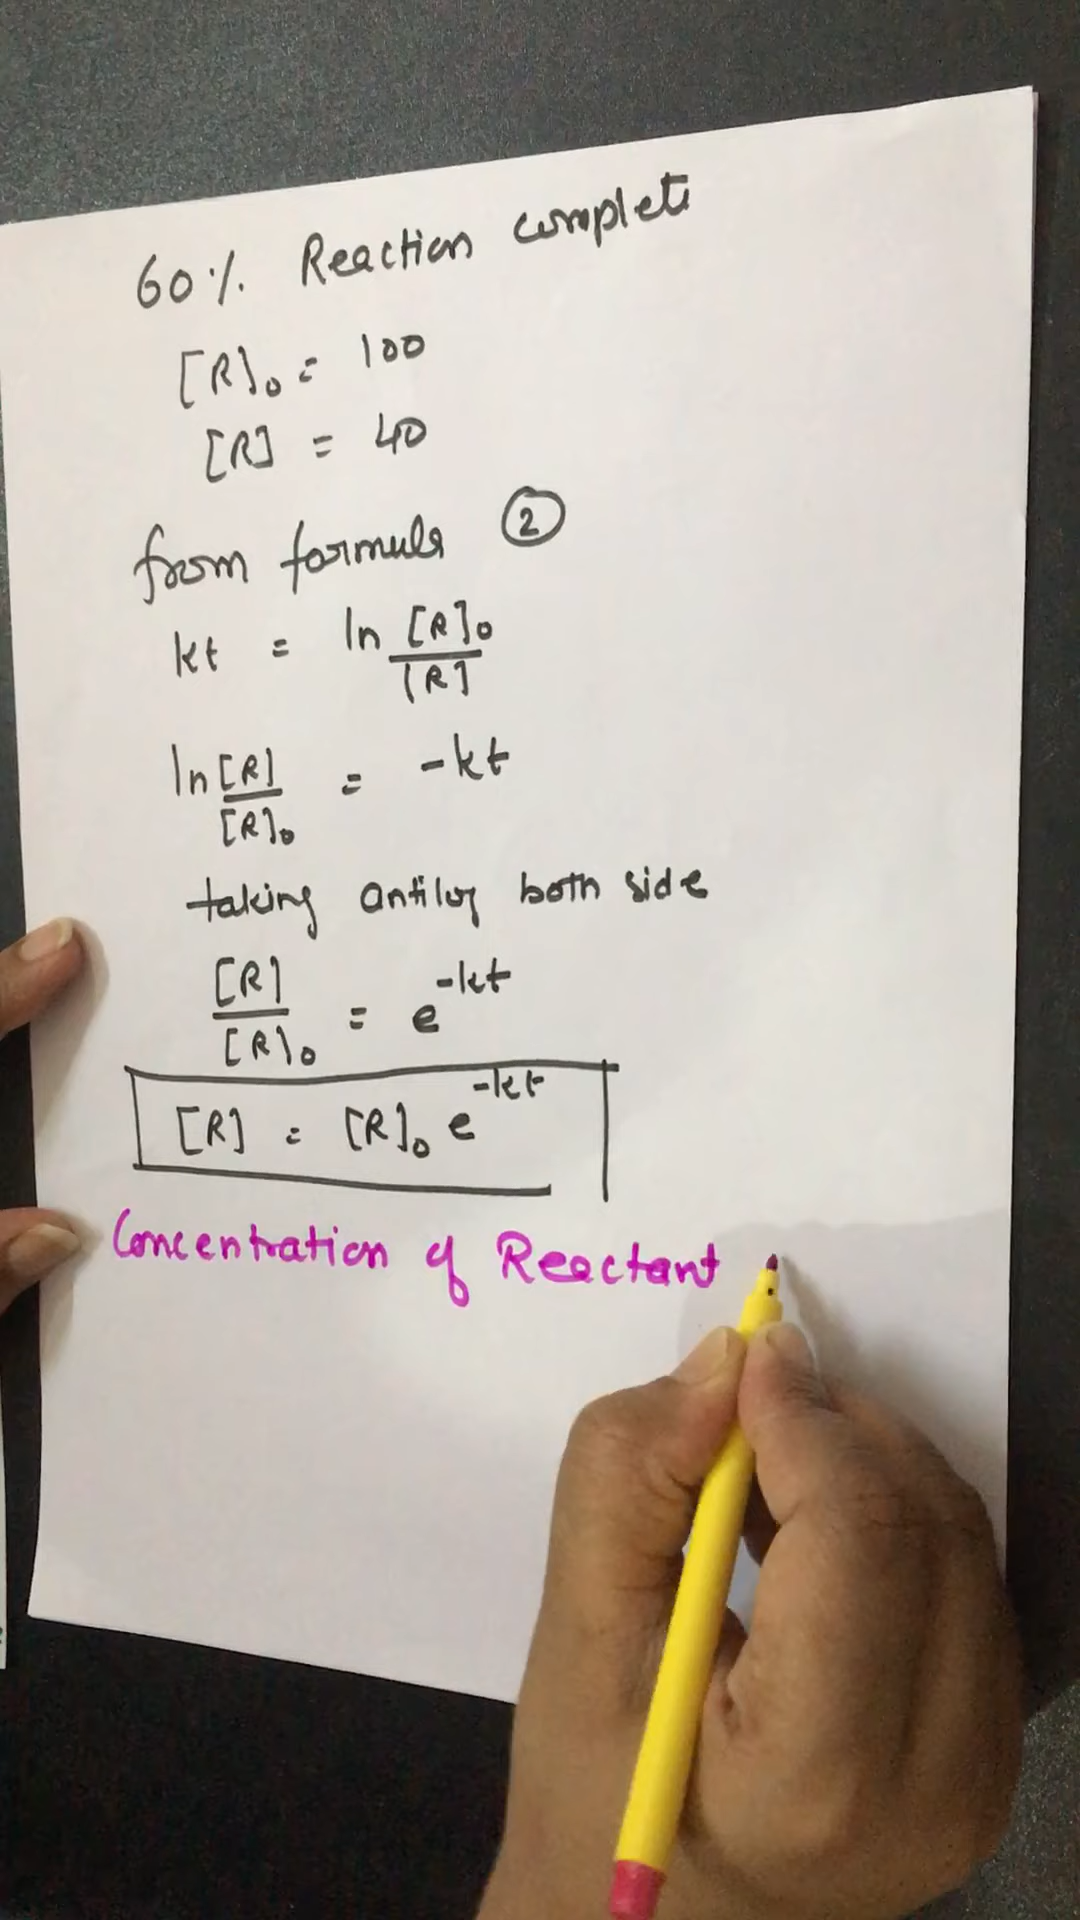 60% Reaction complete
[R]₀ = 100
[R] = 40
from formula ②
kt = ln [R]₀/[R]
ln [R]/[R]₀ = -kt
taking antilog both side
[R]/[R]₀ = e^-kt
[R] = [R]₀ e^-kt
Concentration of Reactant